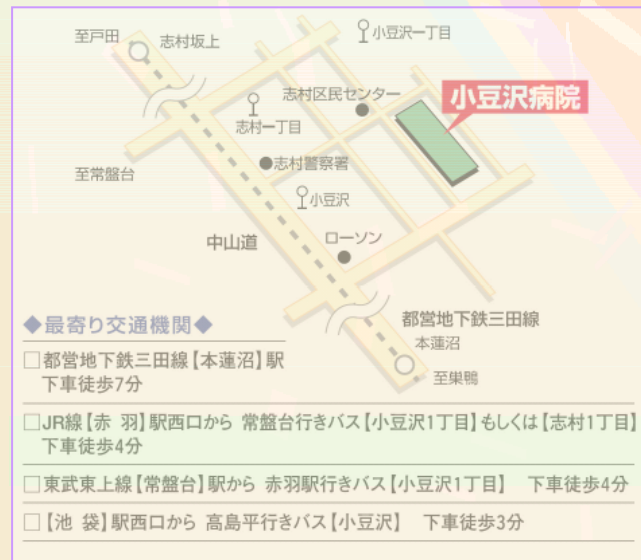 至戸田
志村坂上
小豆沢一丁目
志村区民センター
小豆沢病院
志村一丁目
志村警察署
至常盤台
小豆沢
中山道
ローソン
都営地下鉄三田線
本蓮沼
至巣鴨
◆最寄り交通機関◆
□都営地下鉄三田線【本蓮沼】駅
下車徒歩7分
□JR線【赤 羽】駅西口から 常盤台行きバス【小豆沢1丁目】もしくは【志村1丁目】
下車徒歩4分
□東武東上線【常盤台】駅から 赤羽駅行きバス【小豆沢1丁目】 下車徒歩4分
□【池 袋】駅西口から 高島平行きバス【小豆沢】 下車徒歩3分